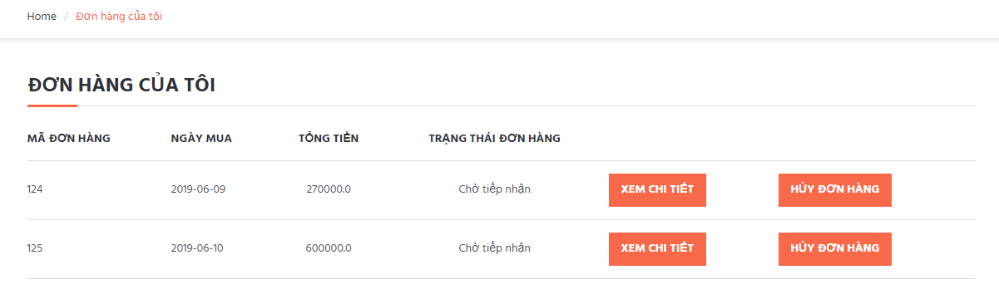 Home / Đơn hàng của tôi
ĐƠN HÀNG CỦA TÔI
MÃ ĐƠN HÀNG NGÀY MUA TỔNG TIỀN TRẠNG THÁI ĐƠN HÀNG
124 2019-06-09 270000.0 Chờ tiếp nhận XEM CHI TIẾT HỦY ĐƠN HÀNG
125 2019-06-10 600000.0 Chờ tiếp nhận XEM CHI TIẾT HỦY ĐƠN HÀNG